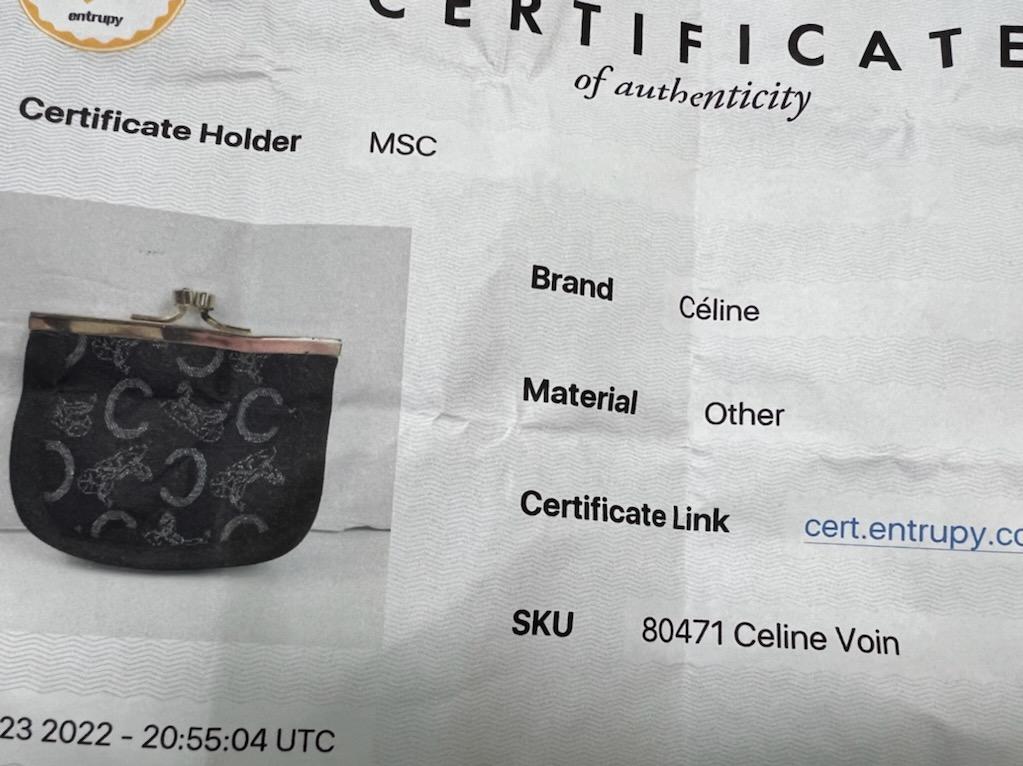 entrupy
CERTIFICATE
of authenticity
Certificate Holder MSC
Brand Céline
Material Other
Certificate Link cert.entrupy.co
SKU 80471 Celine Voin
23 2022 - 20:55:04 UTC